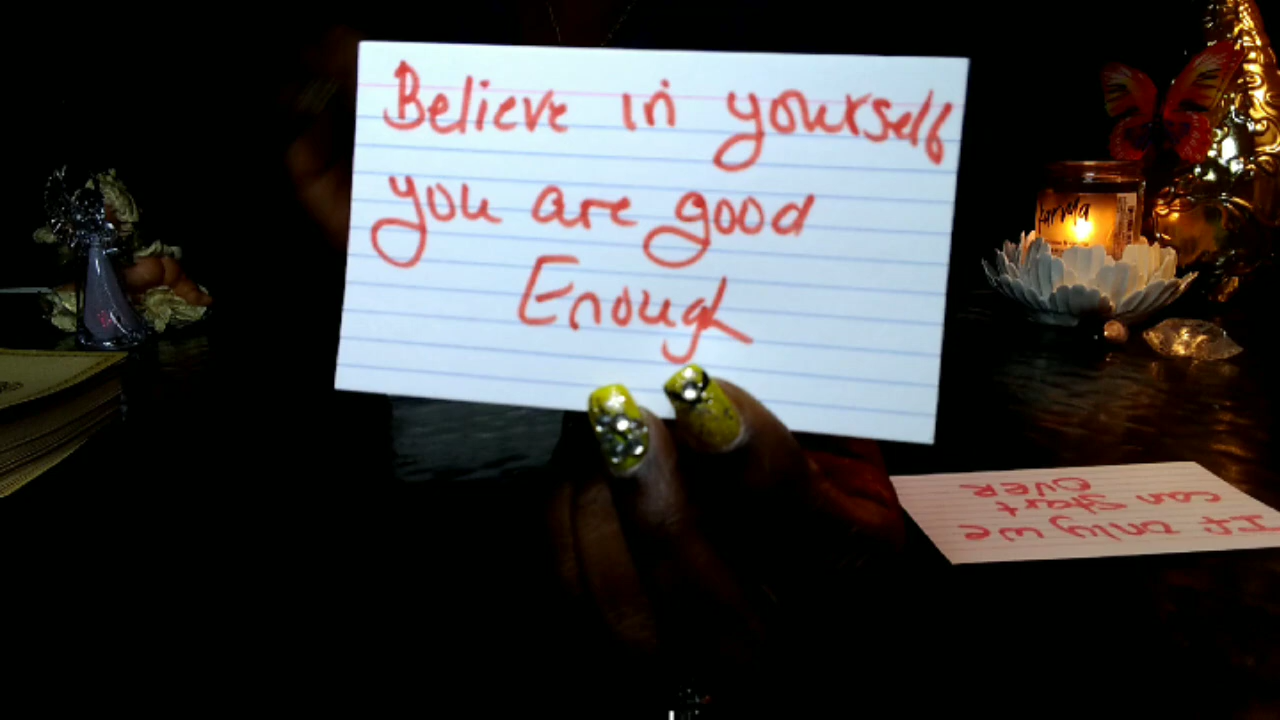 Believe in yourself
you are good
Enough
If only we
can start
OVER